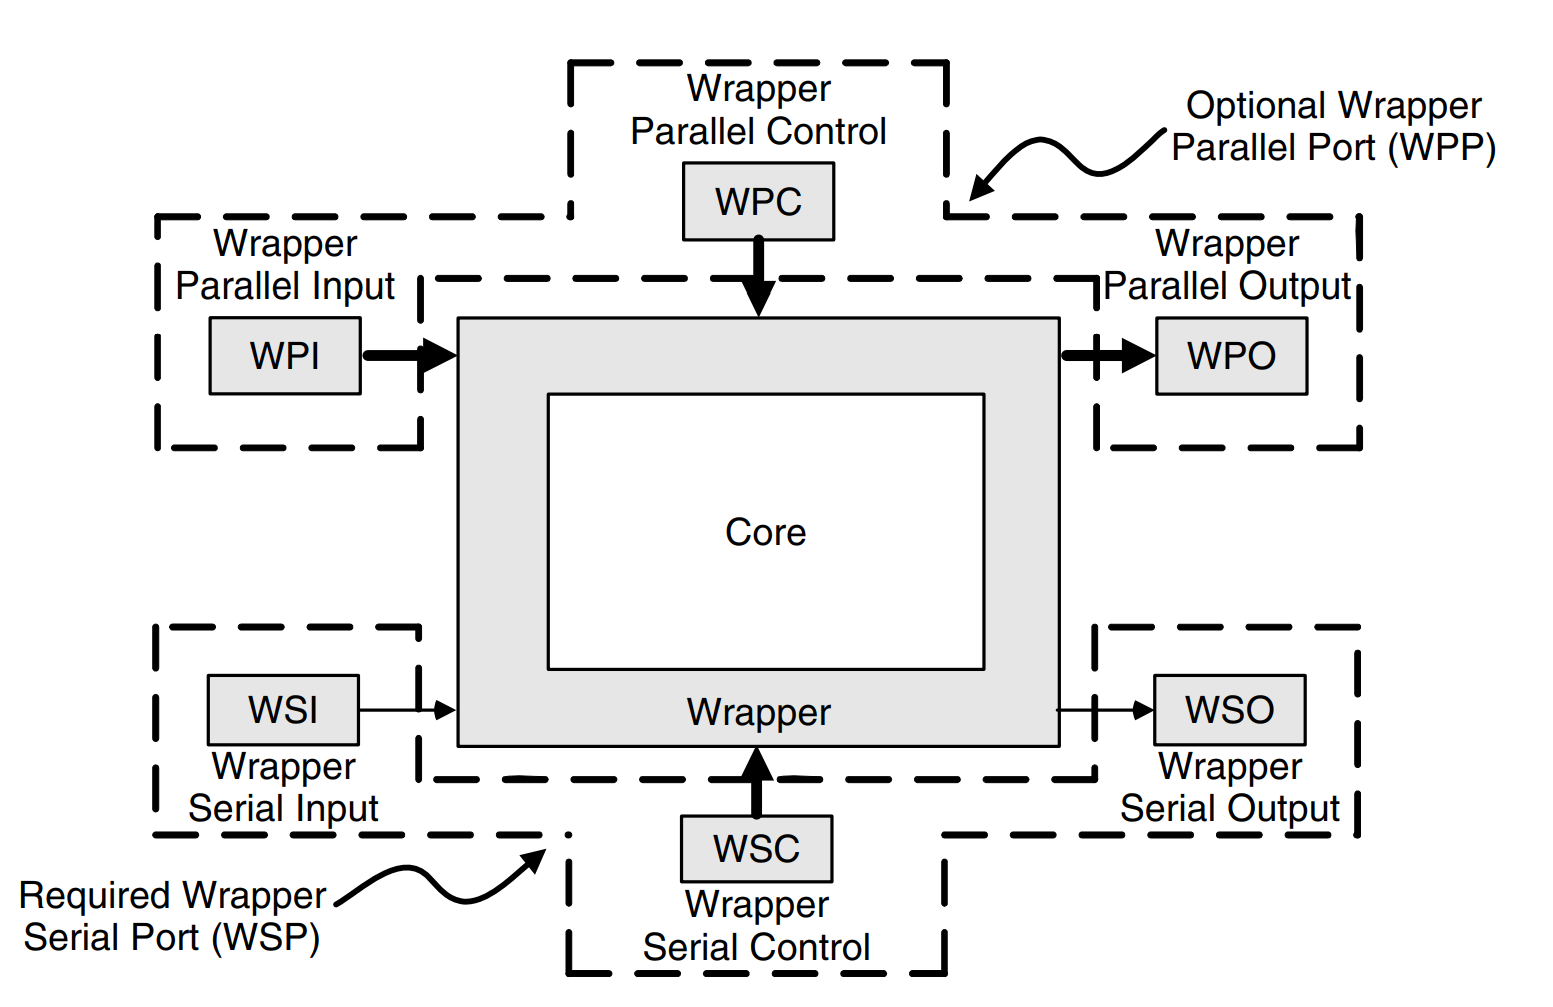 Wrapper
Parallel Control
WPC
Optional Wrapper
Parallel Port (WPP)
Wrapper
Parallel Input
WPI
Wrapper
Parallel Output
WPO
Core
Wrapper
WSI
Wrapper
Serial Input
WSO
Wrapper
Serial Output
WSC
Wrapper
Serial Control
Required Wrapper
Serial Port (WSP)